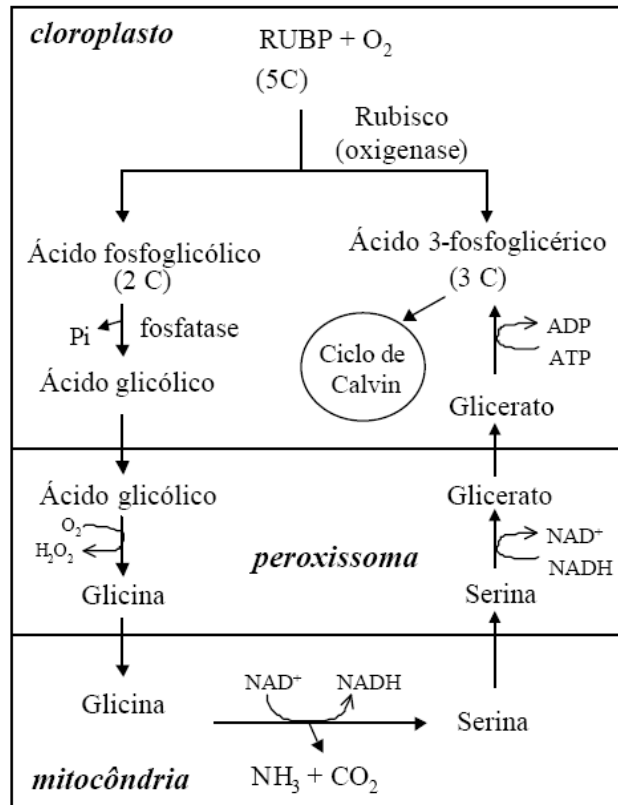 cloroplasto
RUBP + O₂
(5C)
Rubisco
(oxigenase)
Ácido fosfoglicólico
(2 C)
Ácido 3-fosfoglicérico
(3 C)
Pi
fosfatase
Ácido glicólico
Ciclo de
Calvin
ADP
ATP
Glicerato
Ácido glicólico
O₂
H₂O₂
Glicina
peroxissoma
Glicerato
NAD⁺
NADH
Serina
Glicina
NAD⁺
NADH
Serina
NH₃ + CO₂
mitocôndria